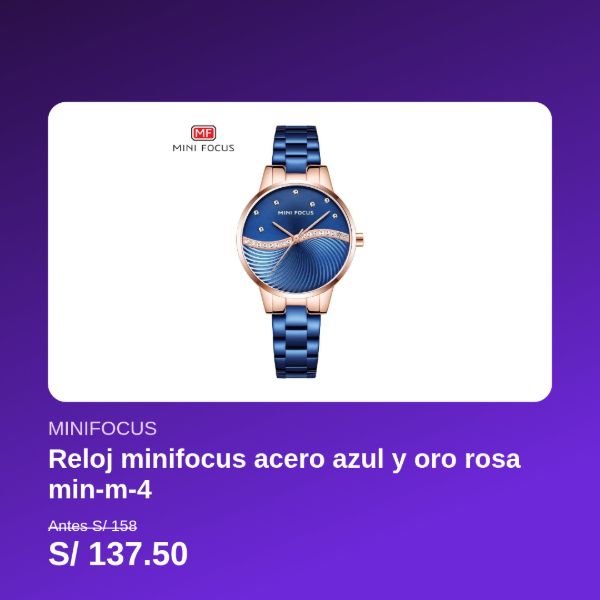 MF
MINI FOCUS
MINI FOCUS
MINIFOCUS
Reloj minifocus acero azul y oro rosa
min-m-4
Antes S/ 158
S/ 137.50